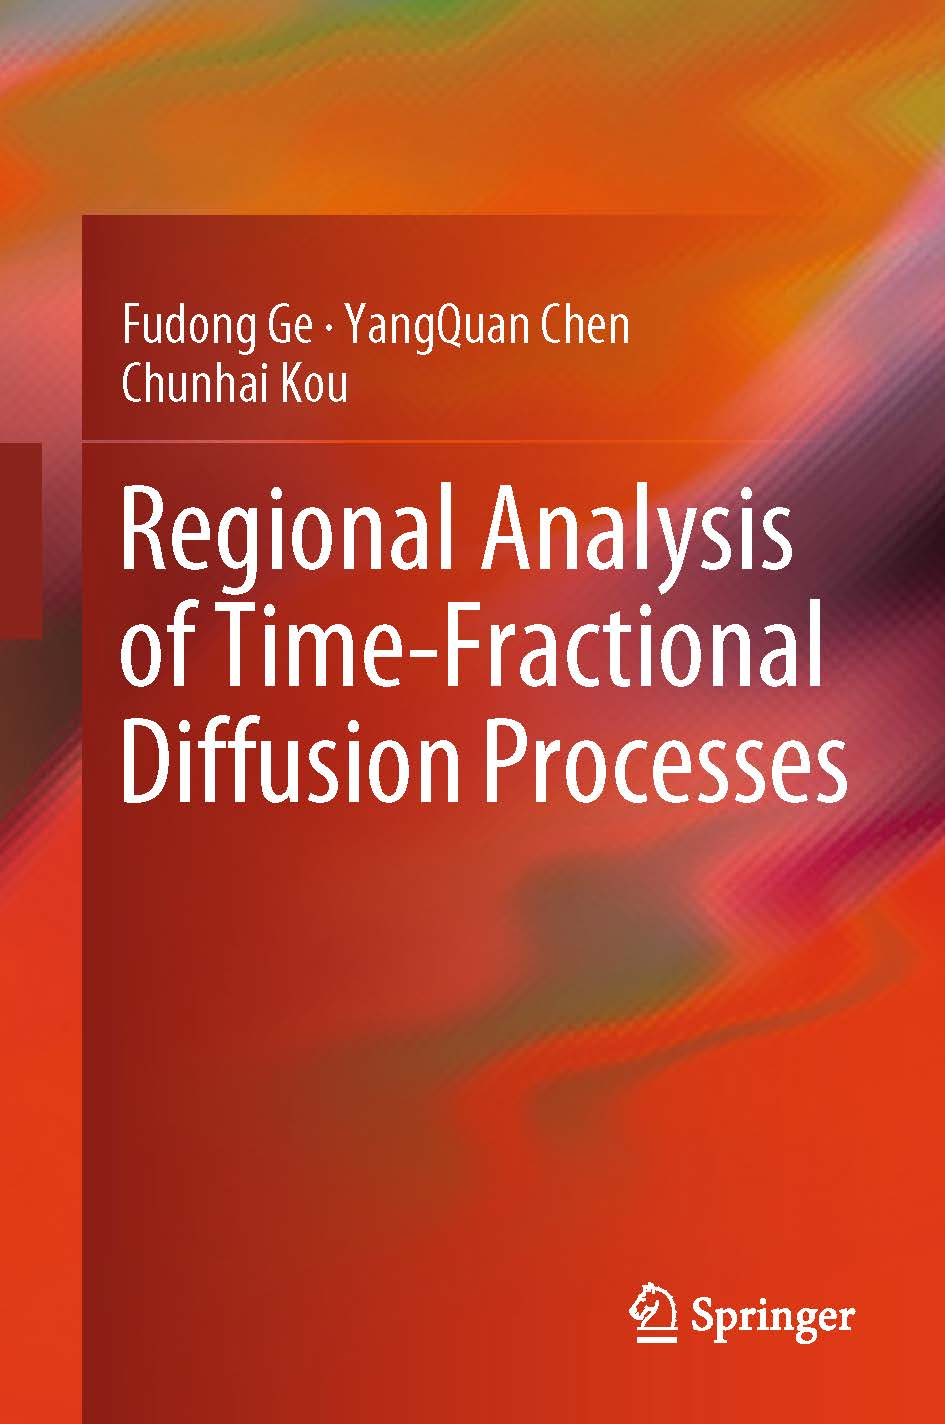 Fudong Ge · YangQuan Chen
Chunhai Kou
Regional Analysis
of Time-Fractional
Diffusion Processes
Springer